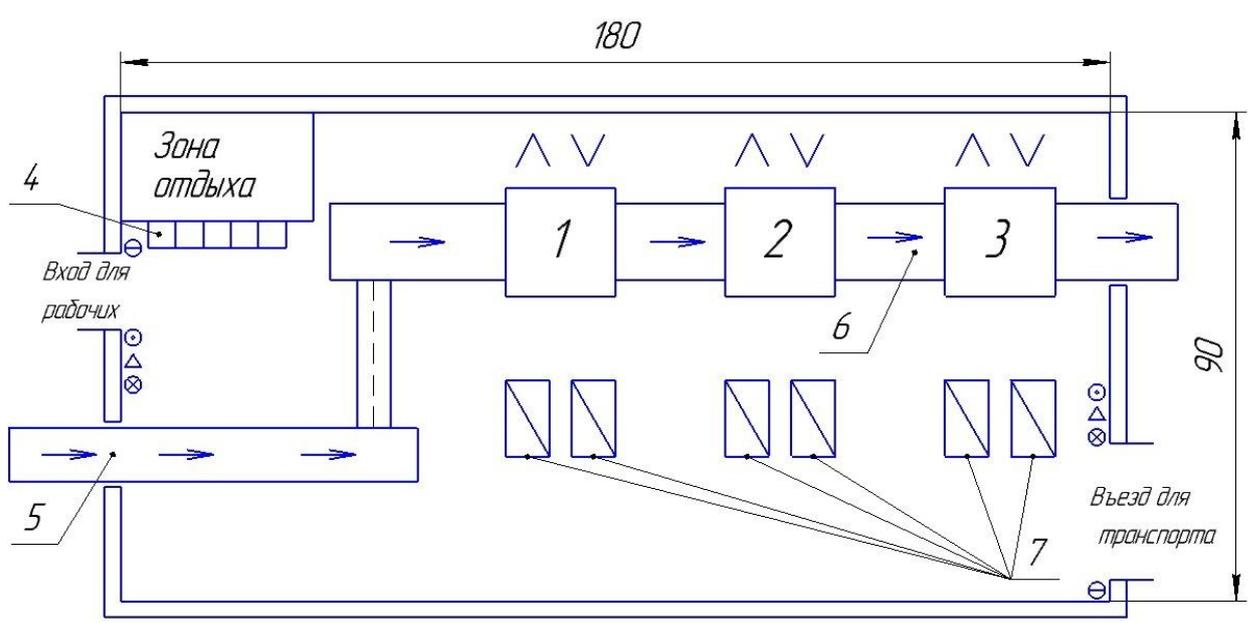 180
Зона
отдыха
4
1
2
3
Вход для
рабочих
6
90
5
Въезд для
транспорта
7